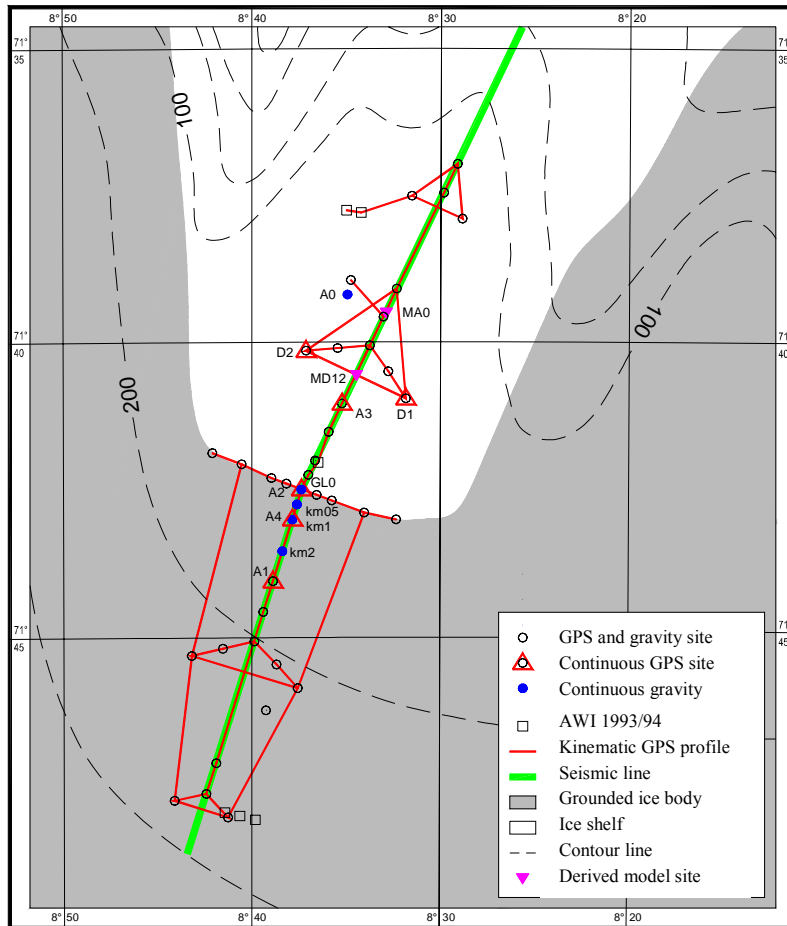 8° 50' 8° 40' 8° 30' 8° 20'
71° 71°
35 35
100
A0
MA0
100
71° 71°
40 40
D2
MD12
200
A3 D1
A2 GL0
km05
A4
km1
km2
A1
71° 71°
45 45
GPS and gravity site
Continuous GPS site
Continuous gravity
AWI 1993/94
Kinematic GPS profile
Seismic line
Grounded ice body
Ice shelf
Contour line
Derived model site
8° 50' 8° 40' 8° 30' 8° 20'